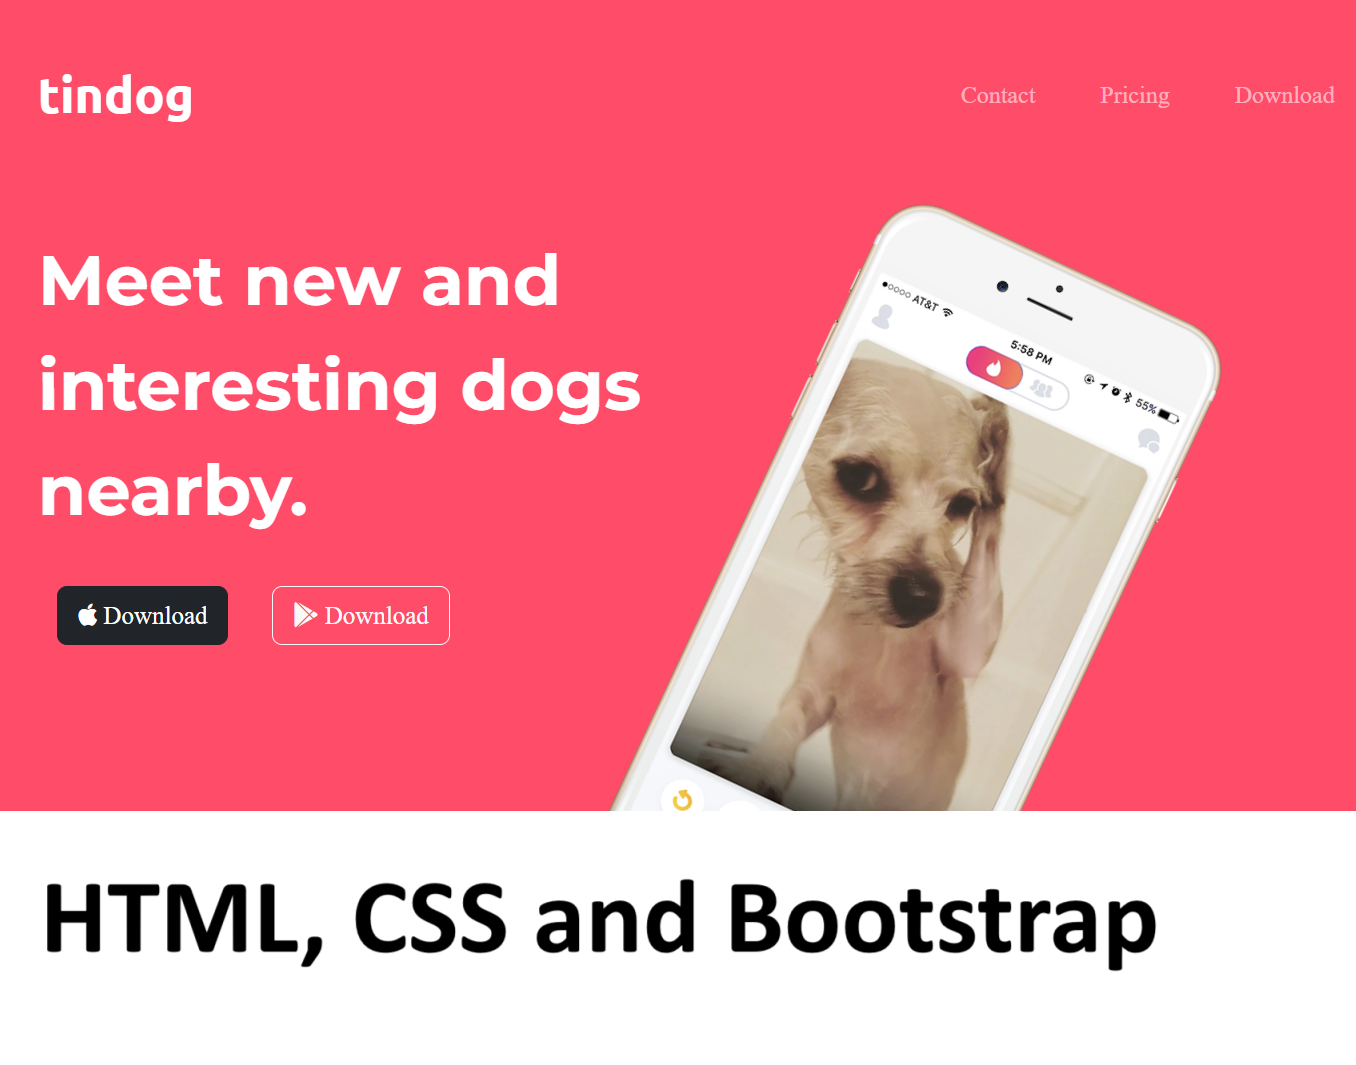 tindog
Contact Pricing Download
Meet new and
interesting dogs
nearby.
Download Download
AT&T
5:58 PM
55%
HTML, CSS and Bootstrap